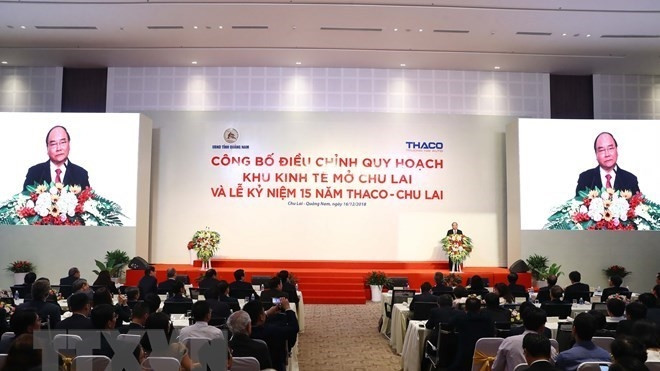 UBND TỈNH QUẢNG NAM
THACO
CÔNG BỐ ĐIỀU CHỈNH QUY HOẠCH
KHU KINH TẾ MỞ CHU LAI
VÀ LỄ KỶ NIỆM 15 NĂM THACO - CHU LAI
Chu Lai - Quảng Nam, ngày 16/12/2018
THACO
TTXVN